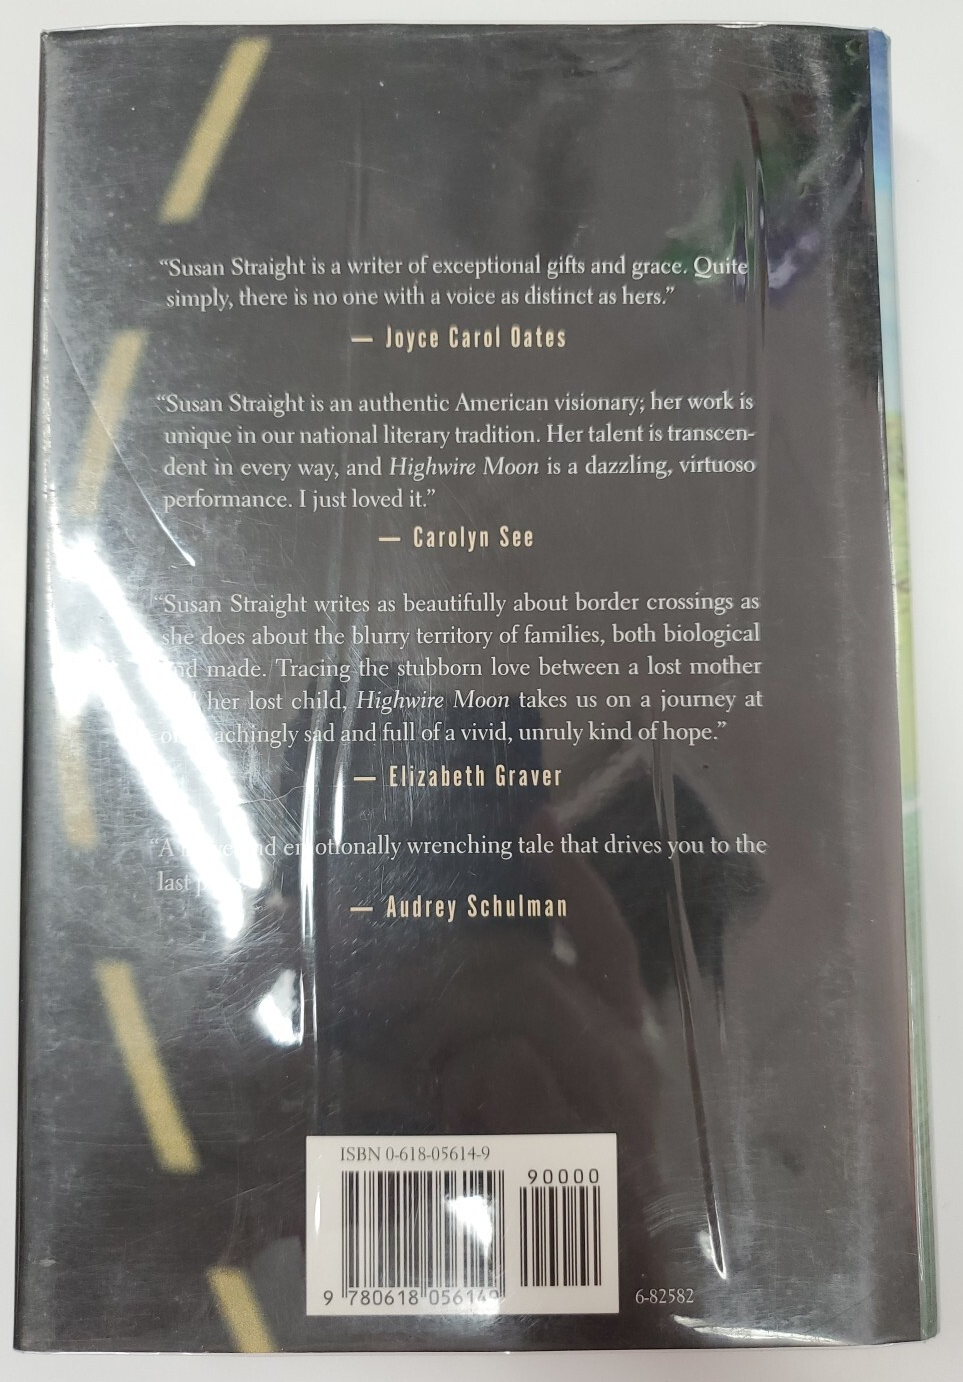 “Susan Straight is a writer of exceptional gifts and grace. Quite
simply, there is no one with a voice as distinct as hers.”
— Joyce Carol Oates
“Susan Straight is an authentic American visionary; her work is
unique in our national literary tradition. Her talent is transcen-
dent in every way, and Highwire Moon is a dazzling, virtuoso
performance. I just loved it.”
— Carolyn See
“Susan Straight writes as beautifully about border crossings as
she does about the blurry territory of families, both biological
and made. Tracing the stubborn love between a lost mother
her lost child, Highwire Moon takes us on a journey at
achingly sad and full of a vivid, unruly kind of hope.”
— Elizabeth Graver
“A and emotionally wrenching tale that drives you to the
last
— Audrey Schulman
ISBN 0-618-05614-9
90000
9 780618 056149
6-82582